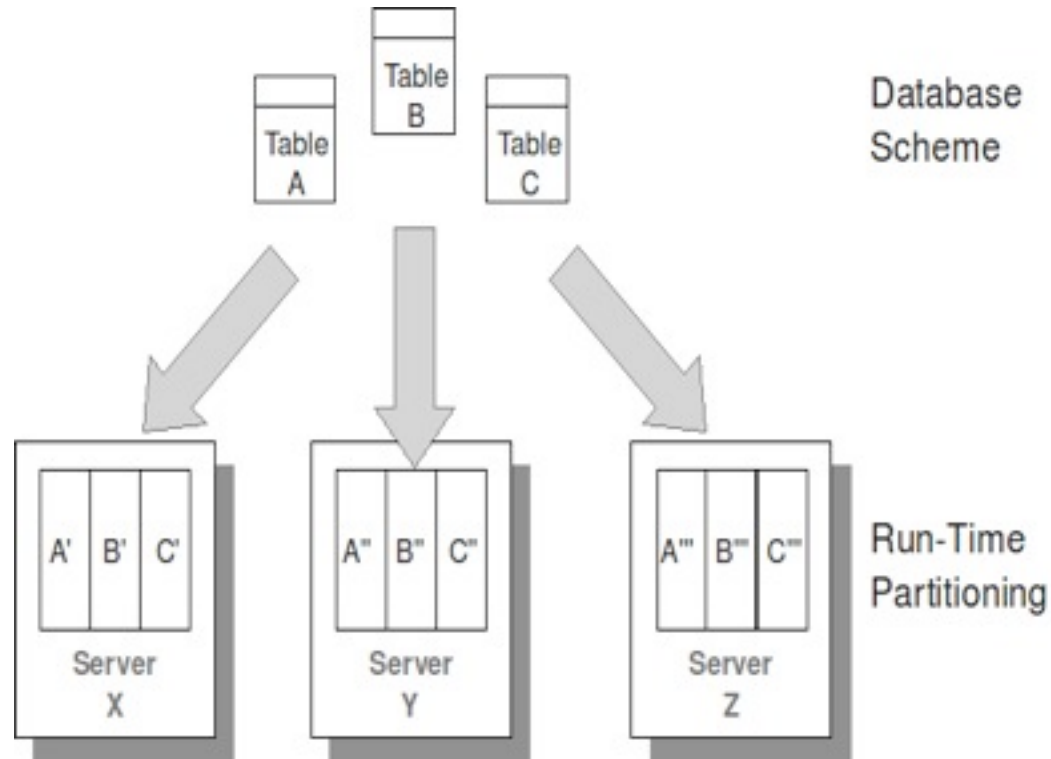 Table
B
Table
A
Table
C
Database
Scheme
A' B' C'
Server
X
A" B" C"
Server
Y
A''' B''' C'''
Server
Z
Run-Time
Partitioning